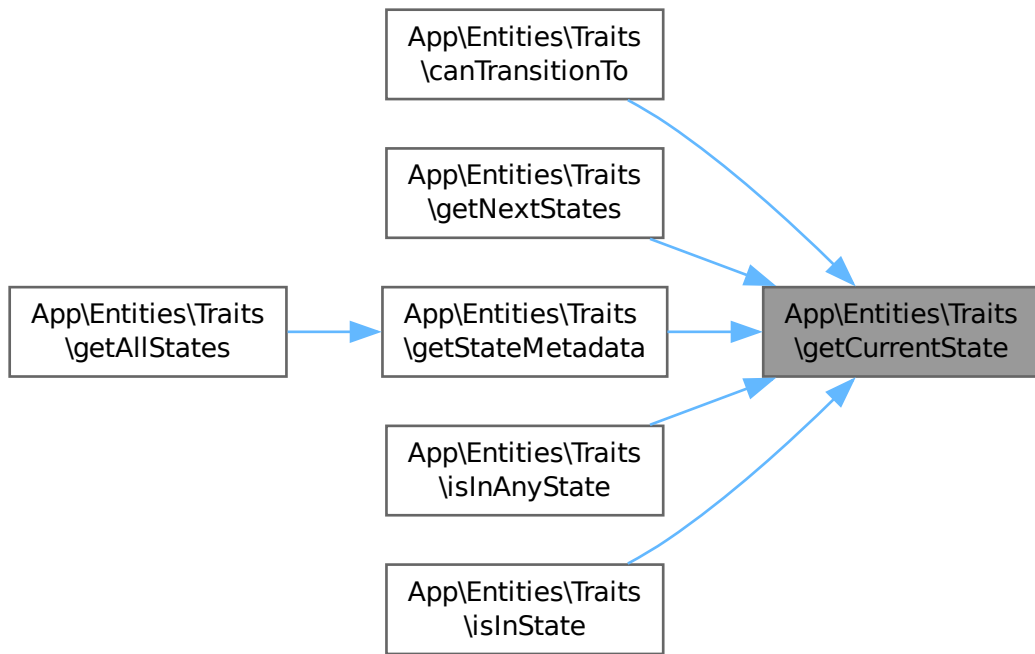 App\Entities\Traits
\canTransitionTo
App\Entities\Traits
\getNextStates
App\Entities\Traits
\getAllStates
App\Entities\Traits
\getStateMetadata
App\Entities\Traits
\getCurrentState
App\Entities\Traits
\isInAnyState
App\Entities\Traits
\isInState